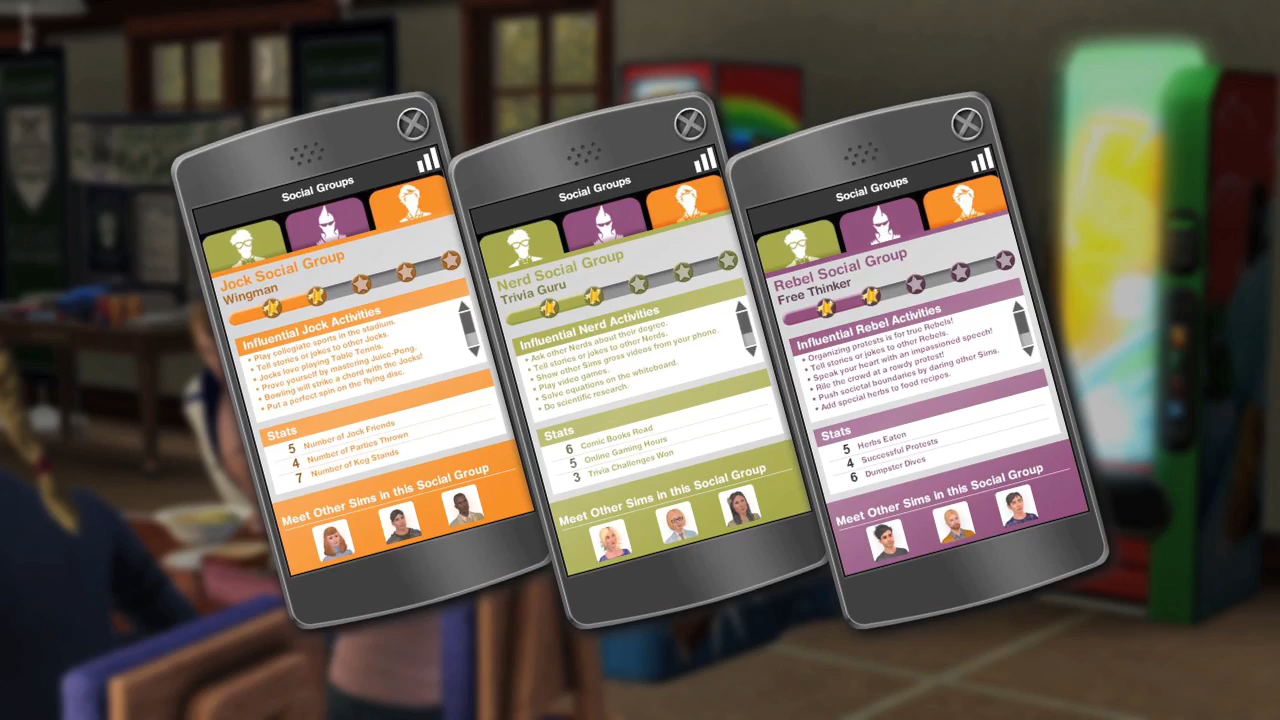 Social Groups
Jock Social Group
Wingman
Influential Jock Activities
• Play collegiate sports in the stadium.
• Tell stories or jokes to other Jocks.
• Jocks love playing Table Tennis.
• Prove yourself by mastering Juice-Pong.
• Bowling will strike a chord with the Jocks!
• Put a perfect spin on the flying disc.
Stats
5 Number of Jock Friends
4 Number of Parties Thrown
7 Number of Keg Stands
Meet Other Sims in this Social Group
Social Groups
Nerd Social Group
Trivia Guru
Influential Nerd Activities
• Ask other Nerds about their degree.
• Tell stories or jokes to other Nerds.
• Show other Sims gross videos from your phone.
• Play video games.
• Solve equations on the whiteboard.
• Do scientific research.
Stats
6 Comic Books Read
5 Online Gaming Hours
3 Trivia Challenges Won
Meet Other Sims in this Social Group
Social Groups
Rebel Social Group
Free Thinker
Influential Rebel Activities
• Organizing protests is for true Rebels!
• Tell stories or jokes to other Rebels.
• Speak your heart with an impassioned speech!
• Rile the crowd at a rowdy protest!
• Push societal boundaries by daring other Sims.
• Add special herbs to food recipes.
Stats
5 Herbs Eaten
4 Successful Protests
6 Dumpster Dives
Meet Other Sims in this Social Group